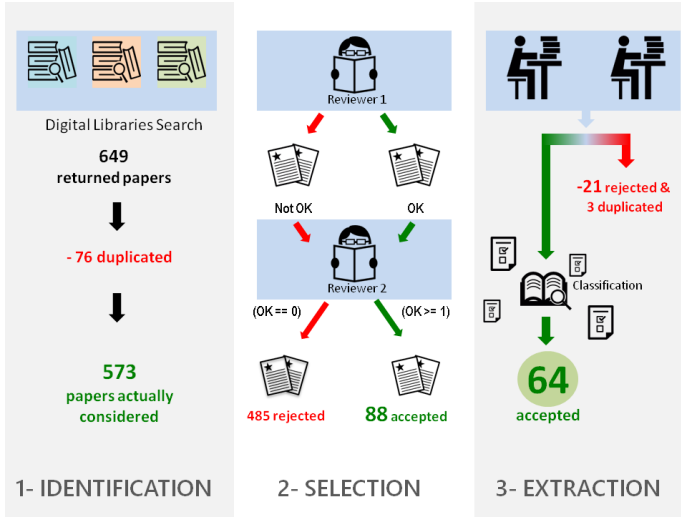 Digital Libraries Search
649
returned papers
- 76 duplicated
573
papers actually
considered
1- IDENTIFICATION
Reviewer 1
Not OK
OK
Reviewer 2
(OK == 0)
(OK >= 1)
485 rejected
88 accepted
2- SELECTION
-21 rejected &
3 duplicated
Classification
64
accepted
3- EXTRACTION